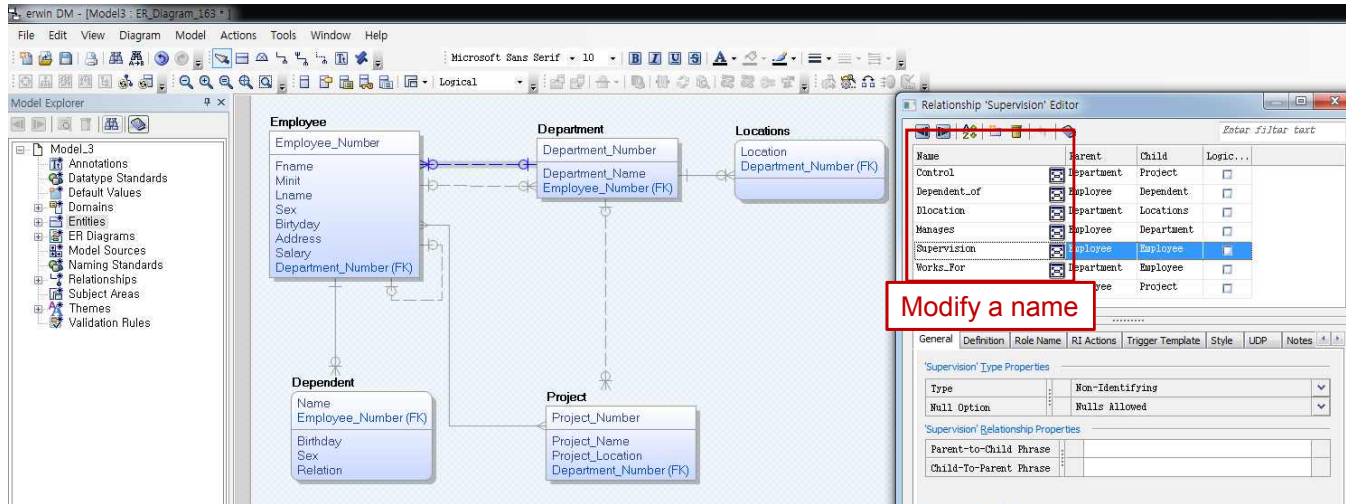 erwin DM - [Model3 : ER_Diagram_163 * ]
File Edit View Diagram Model Actions Tools Window Help
Microsoft Sans Serif 10 B I U S A
Logical
Model Explorer
Model_3
Annotations
Datatype Standards
Default Values
Domains
Entities
ER Diagrams
Model Sources
Naming Standards
Relationships
Subject Areas
Themes
Validation Rules
Employee
Employee_Number
Fname
Minit
Lname
Sex
Birtyday
Address
Salary
Department_Number (FK)
Department
Department_Number
Department_Name
Employee_Number (FK)
Locations
Location
Department_Number (FK)
Dependent
Name
Employee_Number (FK)
Birthday
Sex
Relation
Project
Project_Number
Project_Name
Project_Location
Department_Number (FK)
Relationship 'Supervision' Editor
Enter filter text
Name Parent Child Logic...
Control Department Project
Dependent_of Employee Dependent
Dlocation Department Locations
Manages Employee Department
Supervision Employee Employee
Works_For Department Employee
Project
Modify a name
General Definition Role Name RI Actions Trigger Template Style UDP Notes
'Supervision' Type Properties
Type Non-Identifying
Null Option Nulls Allowed
'Supervision' Relationship Properties
Parent-to-Child Phrase
Child-To-Parent Phrase